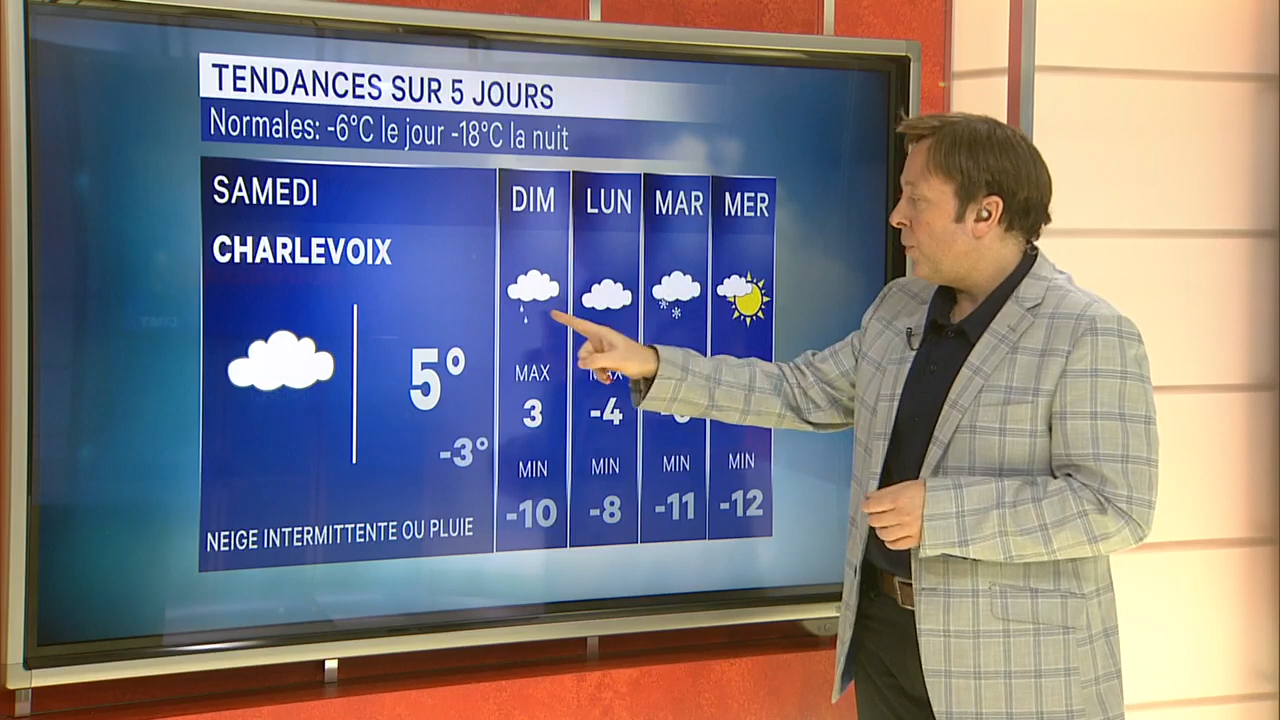 TENDANCES SUR 5 JOURS
Normales: -6°C le jour -18°C la nuit
SAMEDI
CHARLEVOIX
5°
-3°
NEIGE INTERMITTENTE OU PLUIE
DIM LUN MAR MER
MAX
3 -4
MIN MIN MIN MIN
-10 -8 -11 -12